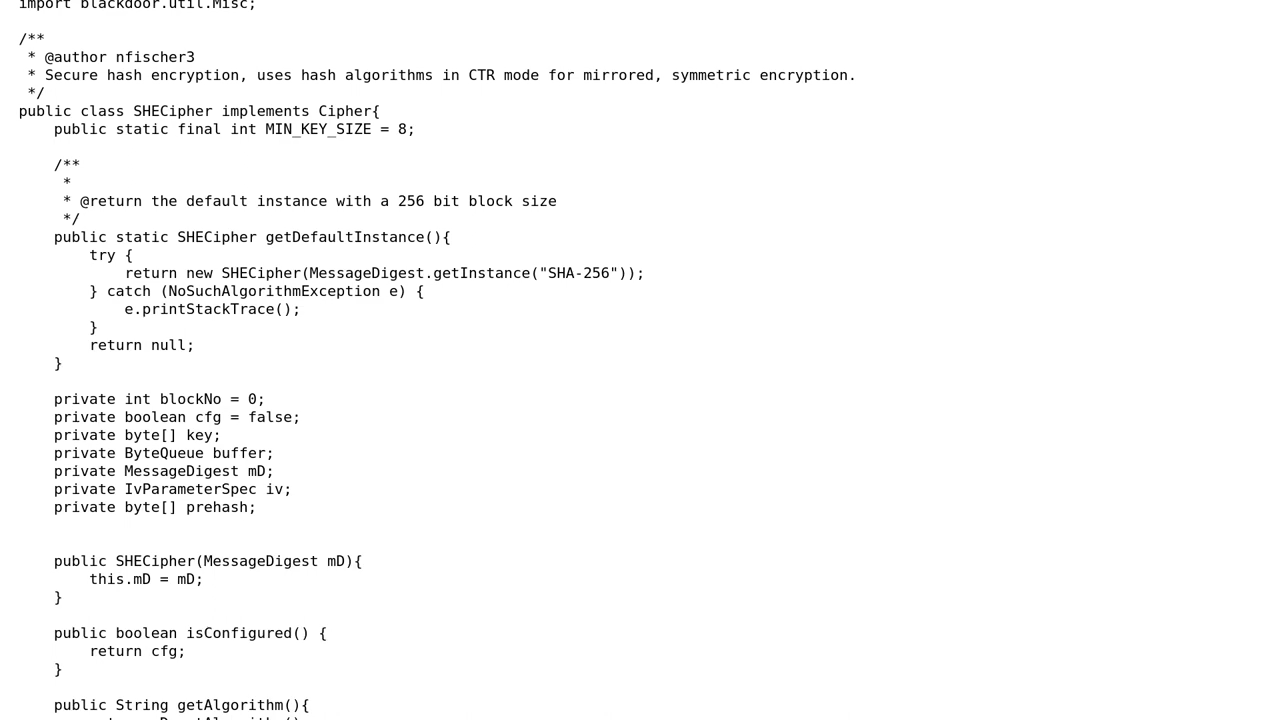 import blackdoor.util.Misc;

/**
 * @author nfischer3
 * Secure hash encryption, uses hash algorithms in CTR mode for mirrored, symmetric encryption.
 */
public class SHECipher implements Cipher{
    public static final int MIN_KEY_SIZE = 8;

    /**
     *
     * @return the default instance with a 256 bit block size
     */
    public static SHECipher getDefaultInstance(){
        try {
            return new SHECipher(MessageDigest.getInstance("SHA-256"));
        } catch (NoSuchAlgorithmException e) {
            e.printStackTrace();
        }
        return null;
    }

    private int blockNo = 0;
    private boolean cfg = false;
    private byte[] key;
    private ByteQueue buffer;
    private MessageDigest mD;
    private IvParameterSpec iv;
    private byte[] prehash;


    public SHECipher(MessageDigest mD){
        this.mD = mD;
    }

    public boolean isConfigured() {
        return cfg;
    }

    public String getAlgorithm(){